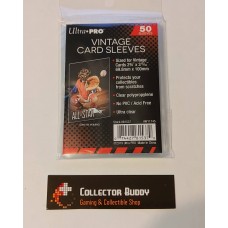 Ultra•PRO
50
VINTAGE
CARD SLEEVES
• Sized for Vintage
• Protects your
collectibles from
scratches
• Clear polypropylene
• No PVC / Acid Free
• Ultra clear
ALL-STAR
COLLECTOR BUDDY
Gaming & Collectible Shop